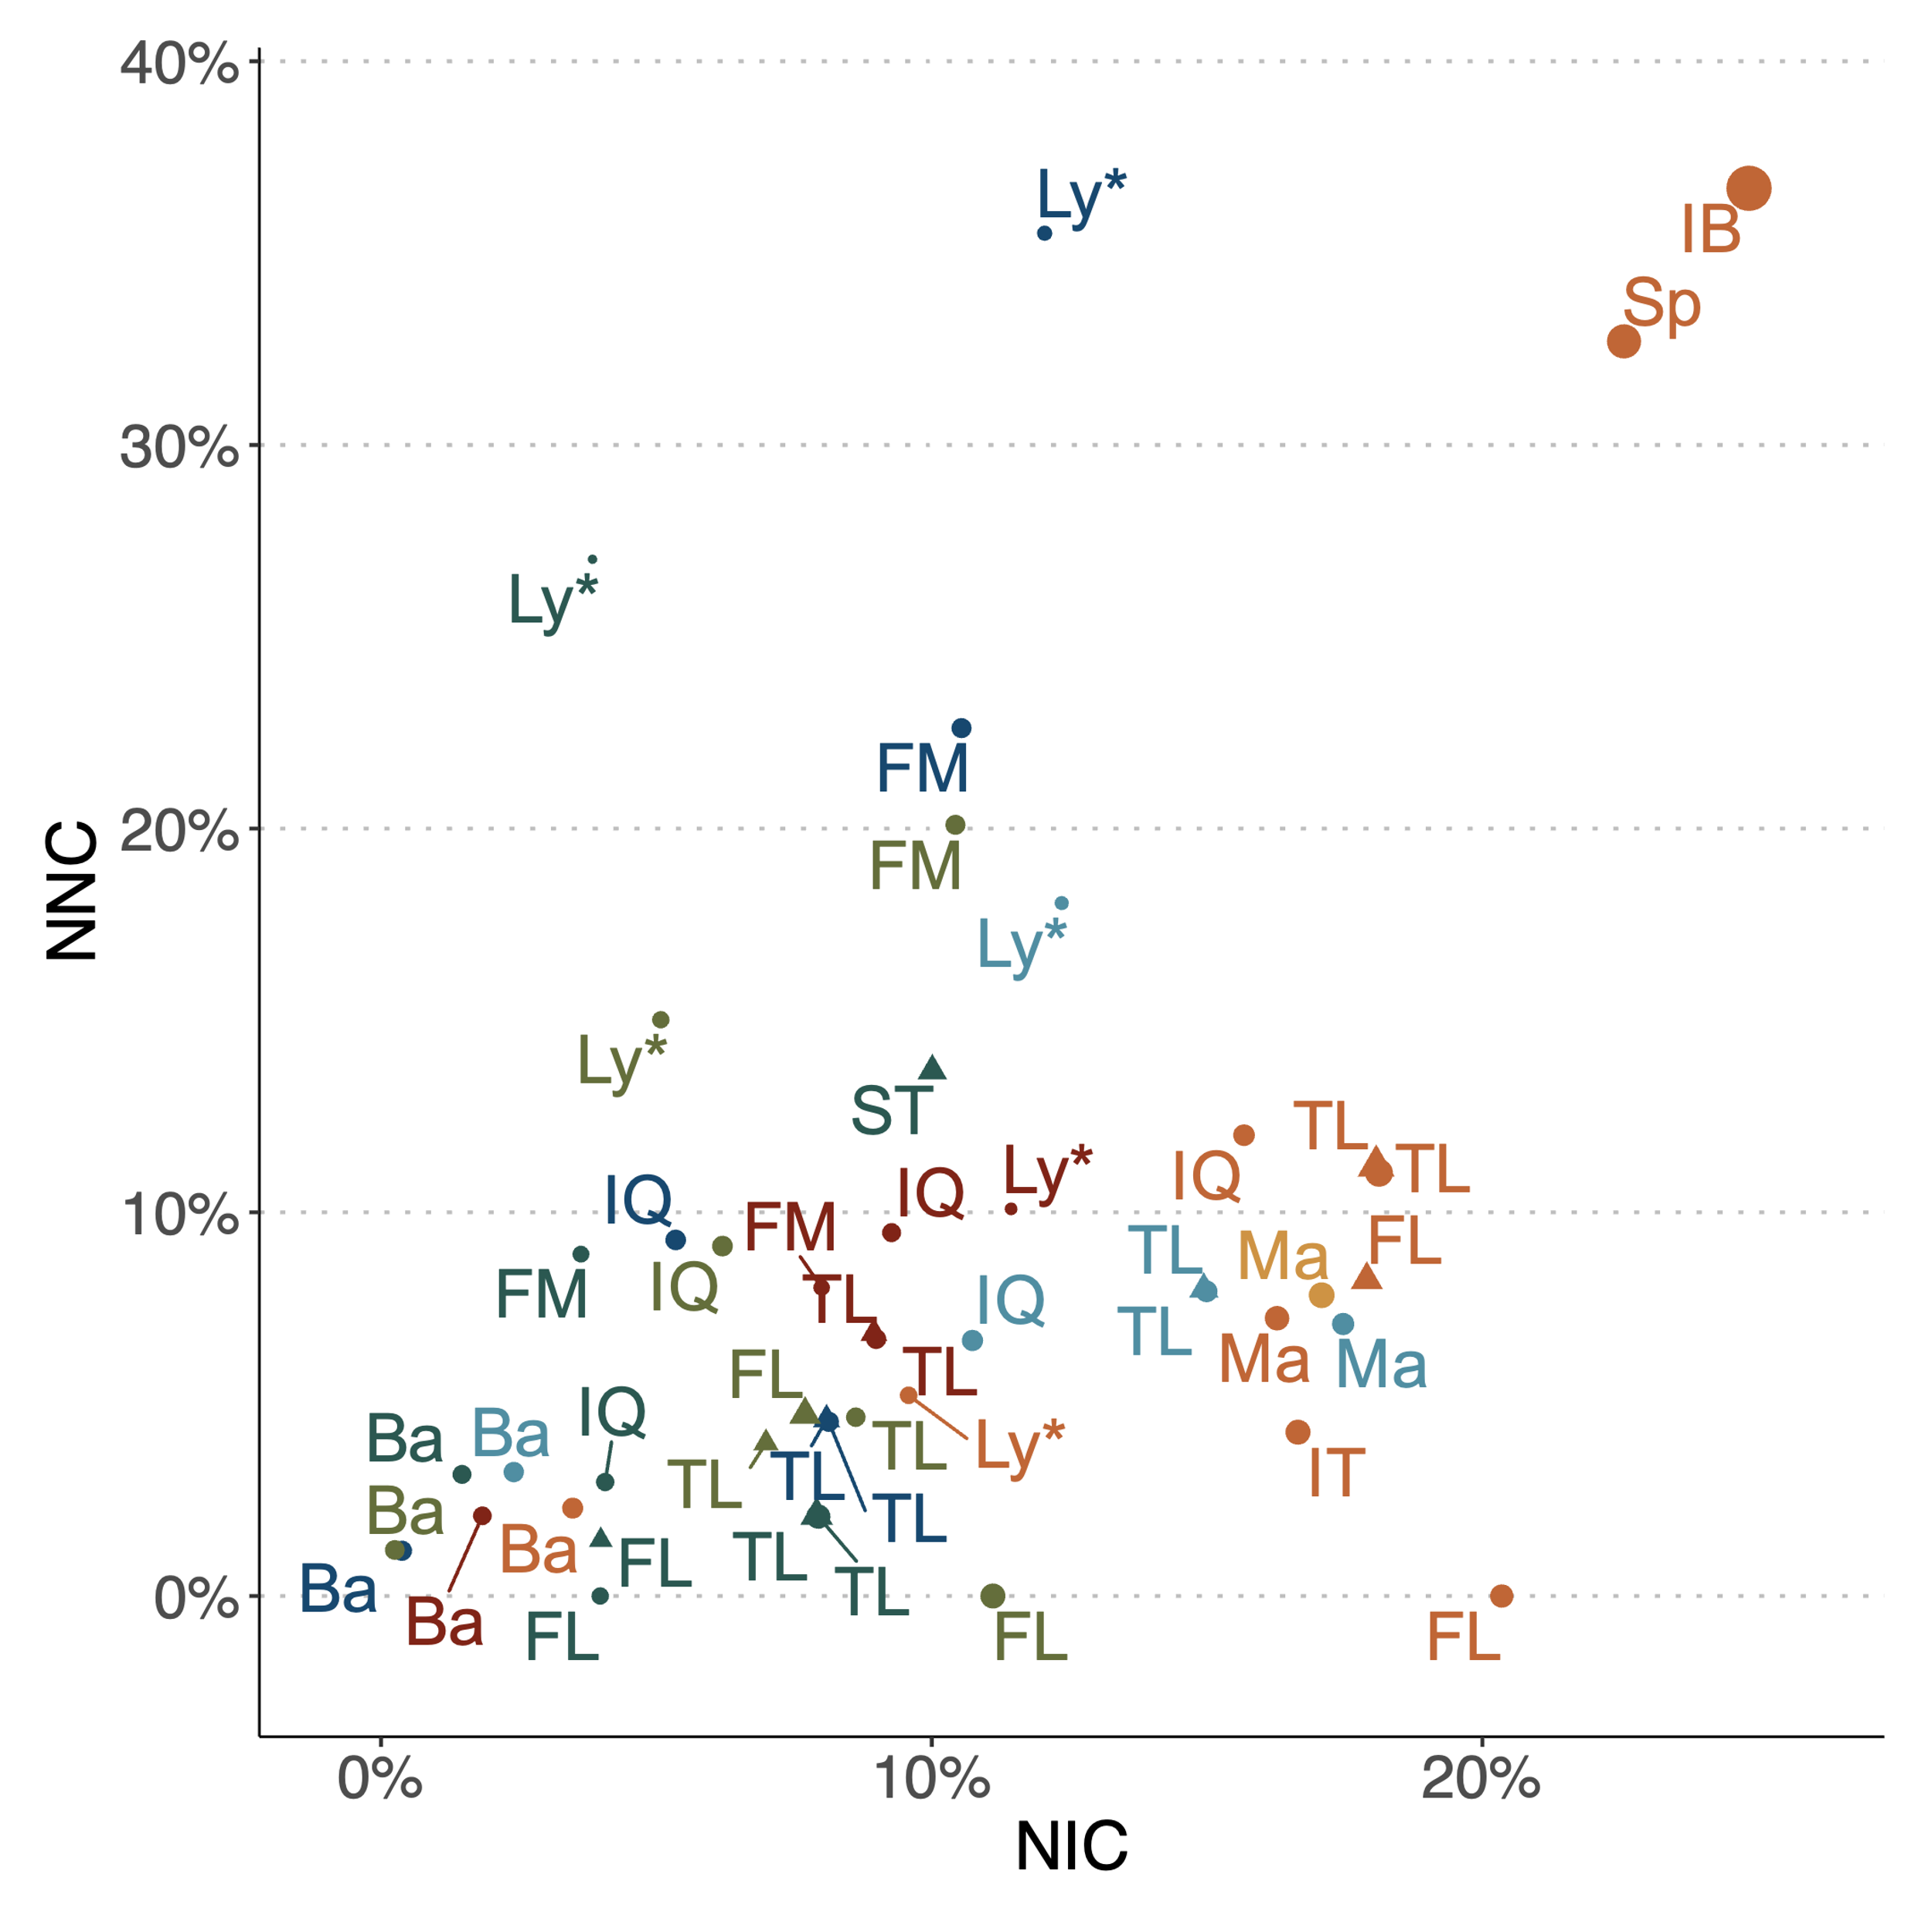 40%
Ly*
IB
Sp
30%
Ly*
FM
20%
FM
NNC
Ly*
Ly*
ST
TL
TL
IQ
Ly*
IQ
10%
IQ
FM
FL
TL
Ma
FM
IQ
TL
IQ
TL
Ma
Ma
TL
FL
IQ
Ba
Ba
TL
Ly*
IT
TL
TL
Ba
TL
Ba
TL
FL
TL
0%
Ba
Ba
FL
FL
FL
0%
10%
20%
NIC